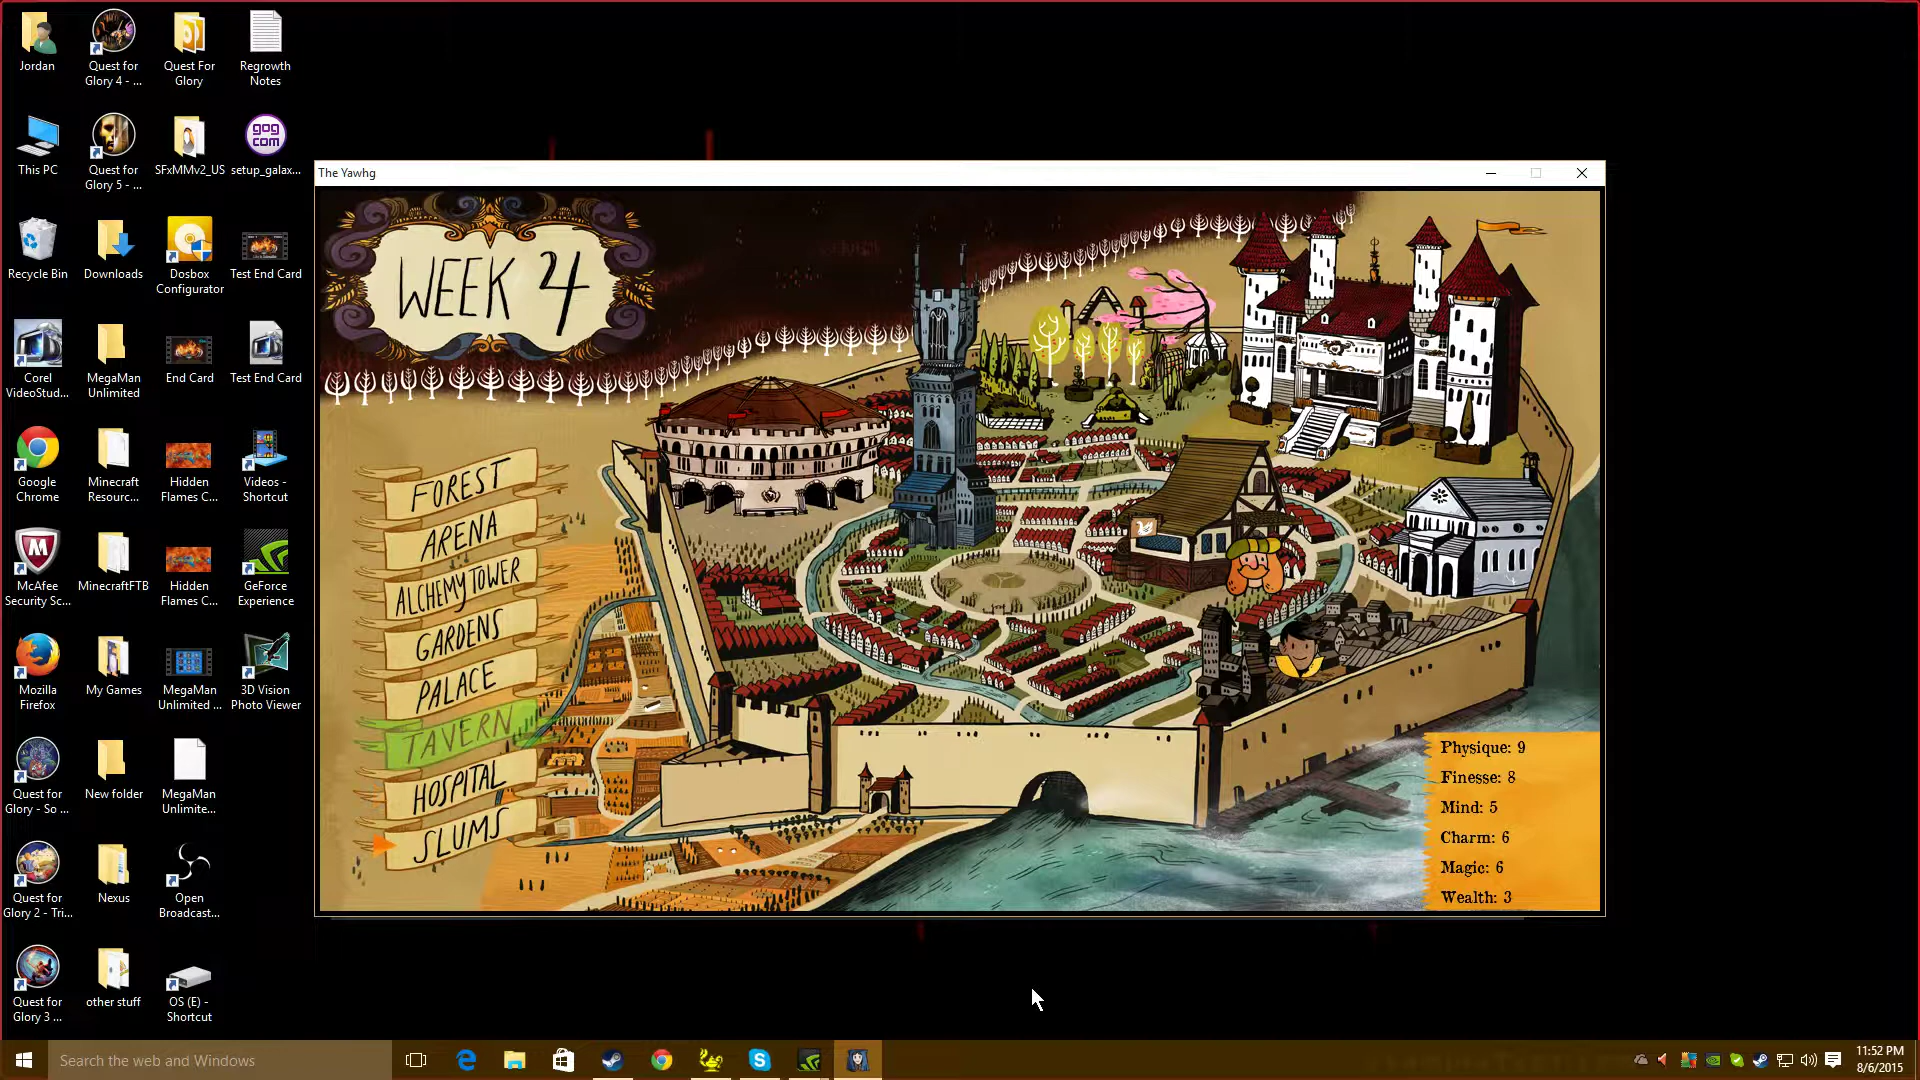 Jordan
Quest for
Glory 4 - ...
Quest For
Glory
Regrowth
Notes
This PC
Quest for
Glory 5 - ...
SFxMMv2_US
gog
com
setup_galax...
Recycle Bin
Downloads
Dosbox
Configurator
Test End Card
Corel
VideoStud...
MegaMan
Unlimited
End Card
Test End Card
Google
Chrome
Minecraft
Resourc...
Hidden
Flames C...
Videos -
Shortcut
McAfee
Security Sc...
MinecraftFTB
Hidden
Flames C...
GeForce
Experience
Mozilla
Firefox
My Games
MegaMan
Unlimited ...
3D Vision
Photo Viewer
Quest for
Glory - So ...
New folder
MegaMan
Unlimite...
Quest for
Glory 2 - Tri...
Nexus
Open
Broadcast...
Quest for
Glory 3 ...
other stuff
OS (E) -
Shortcut
The Yawhg
WEEK 4
FOREST
ARENA
ALCHEMY TOWER
GARDENS
PALACE
TAVERN
HOSPITAL
SLUMS
Physique: 9
Finesse: 8
Mind: 5
Charm: 6
Magic: 6
Wealth: 3
Search the web and Windows
11:52 PM
8/6/2015